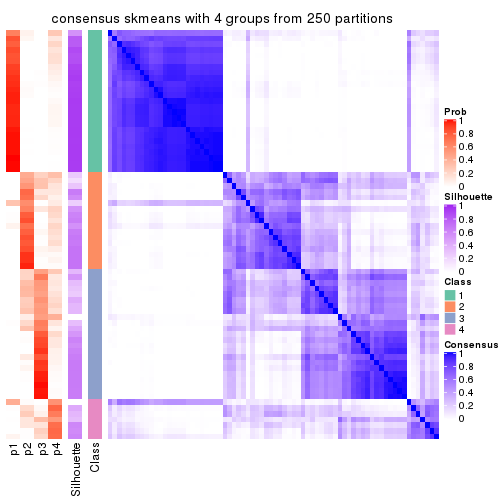 consensus skmeans with 4 groups from 250 partitions
Prob
1
0.8
0.6
0.4
0.2
0
Silhouette
1
0.8
0.6
0.4
0.2
0
Class
1
2
3
4
Consensus
1
0.8
0.6
0.4
0.2
0
p1
p2
p3
p4
Silhouette
Class